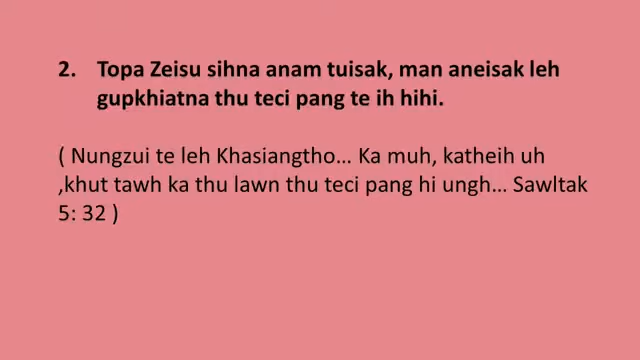 2. Topa Zeisu sihna anam tuisak, man aneisak leh
gupkhiatna thu teci pang te ih hihi.
( Nungzui te leh Khasiangtho... Ka muh, katheih uh
,khut tawh ka thu lawn thu teci pang hi ungh... Sawltak
5: 32 )